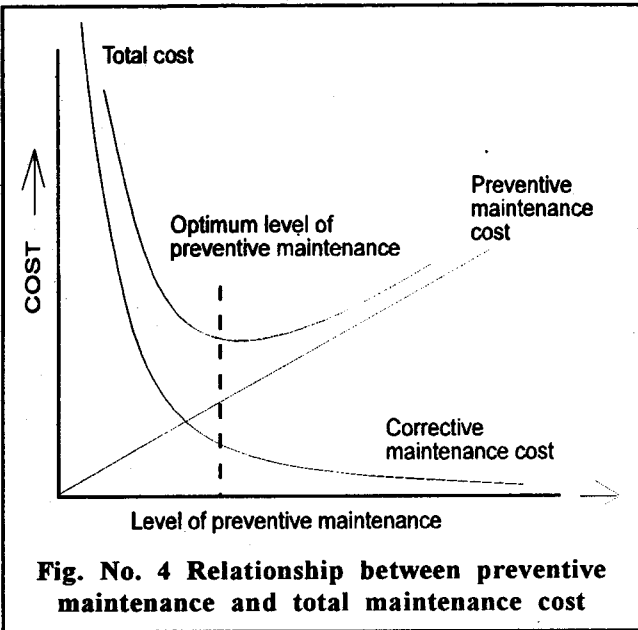 Total cost
Preventive
maintenance
cost
Optimum level of
preventive maintenance
COST
Corrective
maintenance cost
Level of preventive maintenance
Fig. No. 4 Relationship between preventive
maintenance and total maintenance cost